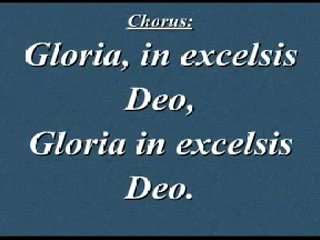 Chorus:
Gloria, in excelsis
Deo,
Gloria in excelsis
Deo.